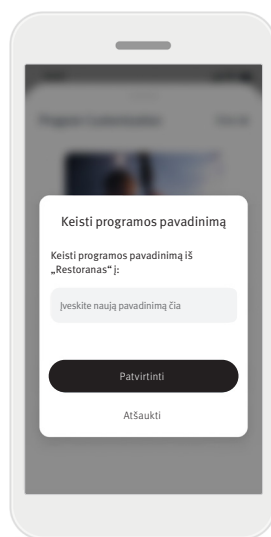 Keisti programos pavadinimą
Keisti programos pavadinimą iš
„Restoranas“ į:
Įveskite naują pavadinimą čia
Patvirtinti
Atšaukti